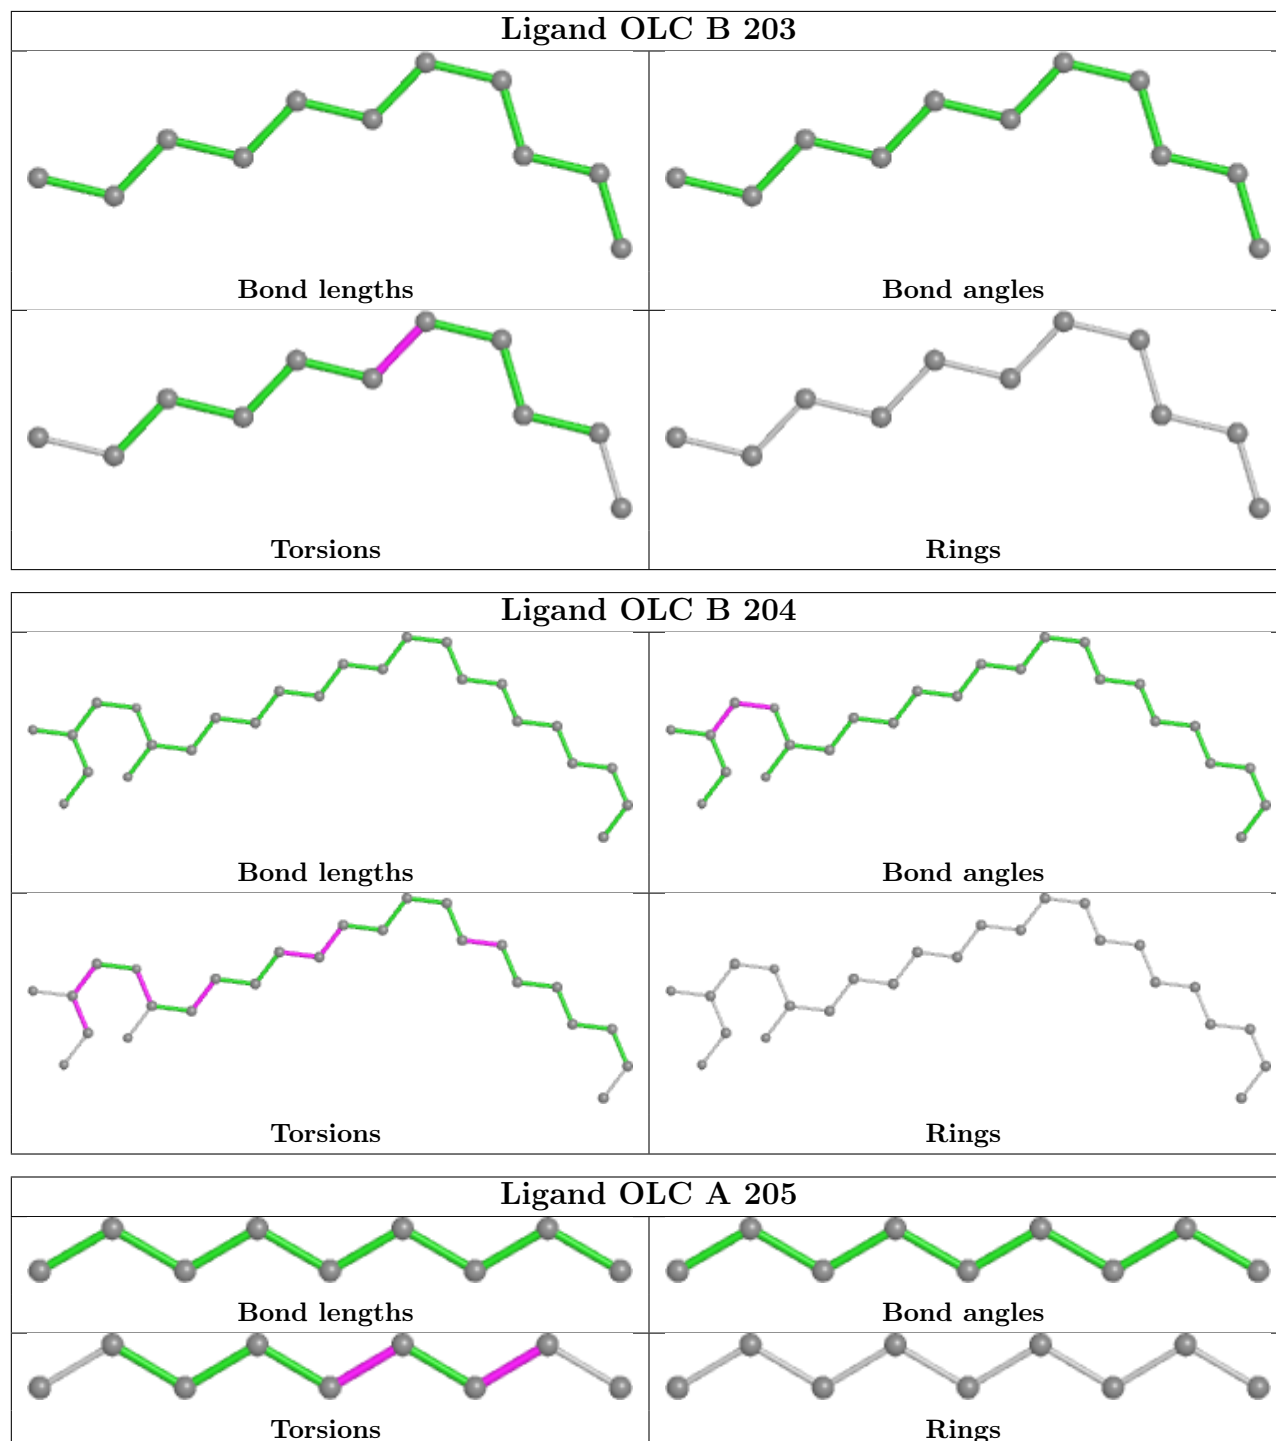 Ligand OLC B 203
Bond lengths
Bond angles
Torsions
Rings
Ligand OLC B 204
Bond lengths
Bond angles
Torsions
Rings
Ligand OLC A 205
Bond lengths
Bond angles
Torsions
Rings